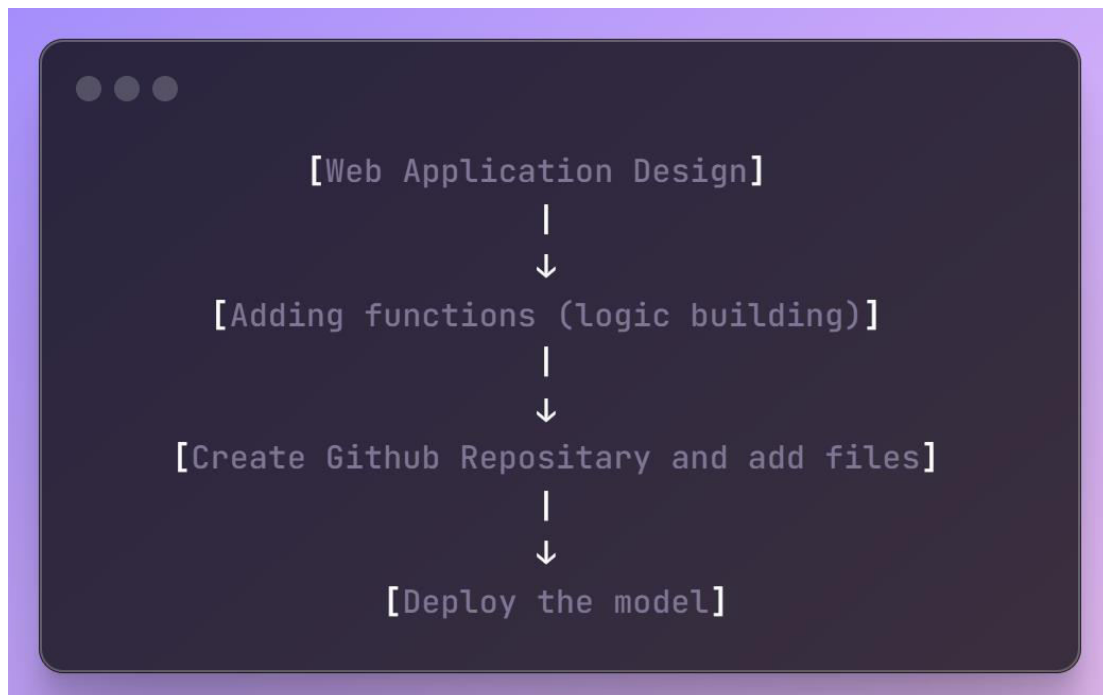 [Web Application Design]
|
↓
[Adding functions (logic building)]
|
↓
[Create Github Repositary and add files]
|
↓
[Deploy the model]